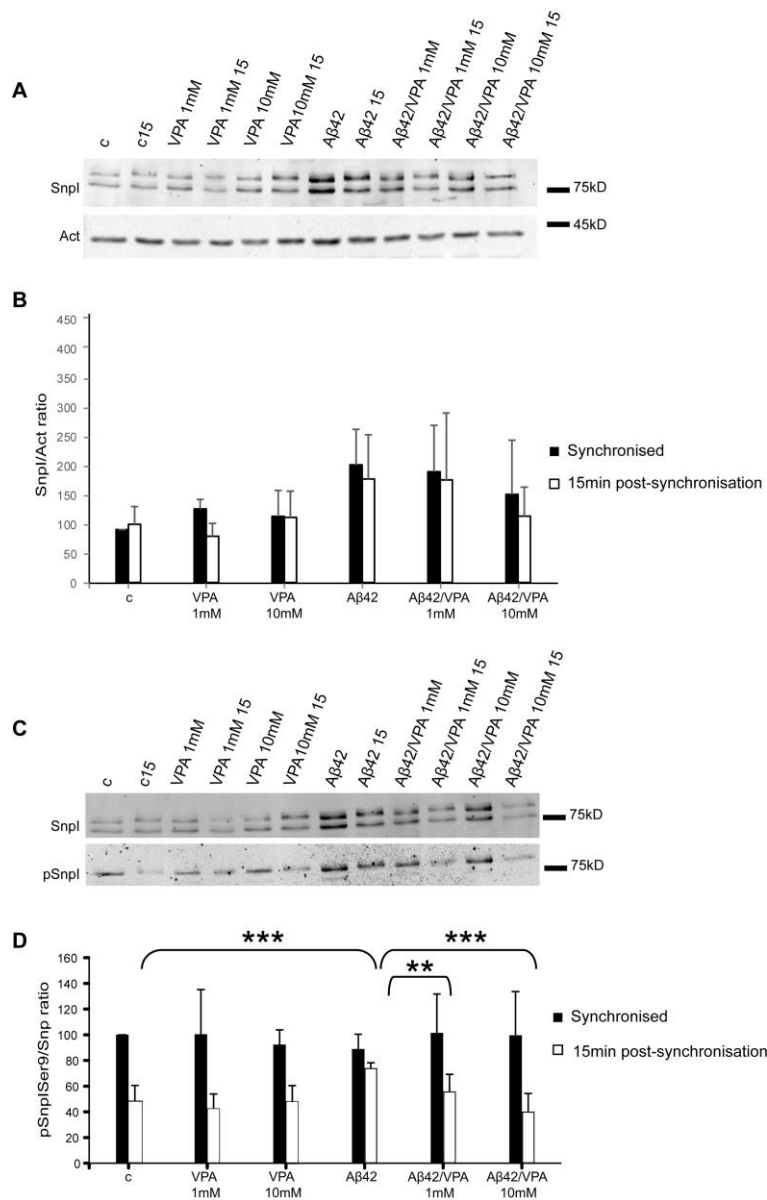 A
c
c15
VPA 1mM
VPA 1mM 15
VPA 10mM
VPA10mM 15
Aβ42
Aβ42 15
Aβ42/VPA 1mM
Aβ42/VPA 1mM 15
Aβ42/VPA 10mM
Aβ42/VPA 10mM 15
SnpI
75kD
Act
45kD
B
SnpI/Act ratio
450
400
350
300
250
200
150
100
50
0
Synchronised
15min post-synchronisation
c
VPA
1mM
VPA
10mM
Aβ42
Aβ42/VPA
1mM
Aβ42/VPA
10mM
C
c
c15
VPA 1mM
VPA 1mM 15
VPA 10mM
VPA10mM 15
Aβ42
Aβ42 15
Aβ42/VPA 1mM
Aβ42/VPA 1mM 15
Aβ42/VPA 10mM
Aβ42/VPA 10mM 15
SnpI
75kD
pSnpI
75kD
D
pSnpISer9/Snp ratio
160
140
120
100
80
60
40
20
0
***
***
**
Synchronised
15min post-synchronisation
c
VPA
1mM
VPA
10mM
Aβ42
Aβ42/VPA
1mM
Aβ42/VPA
10mM